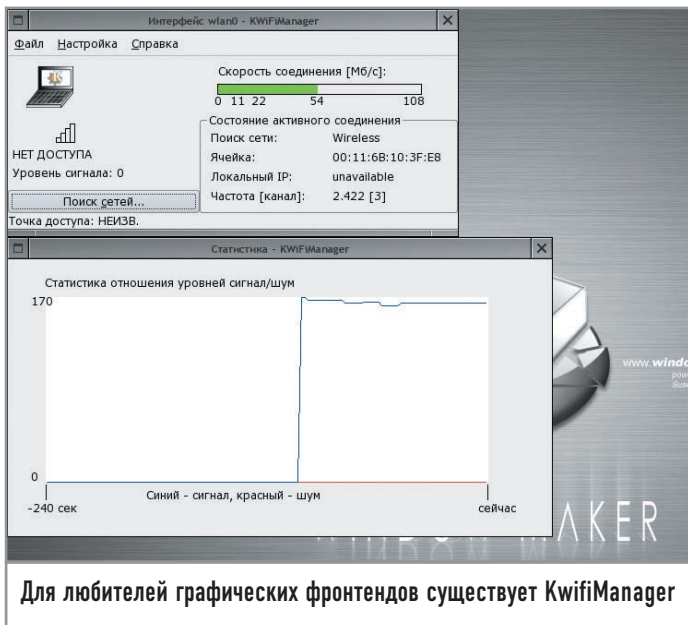 Интерфейс wlan0 - KWiFiManager
Файл Настройка Справка
Скорость соединения [Мб/с]:
0 11 22 54 108
НЕТ ДОСТУПА
Уровень сигнала: 0
Поиск сетей...
Точка доступа: НЕИЗВ.
Состояние активного соединения
Поиск сети: Wireless
Ячейка: 00:11:6B:10:3F:E8
Локальный IP: unavailable
Частота [канал]: 2.422 [3]
Статистика - KWiFiManager
Статистика отношения уровней сигнал/шум
170
0
Синий - сигнал, красный - шум
-240 сек сейчас
www.windo
MAKER
Для любителей графических фронтендов существует KwifiManager